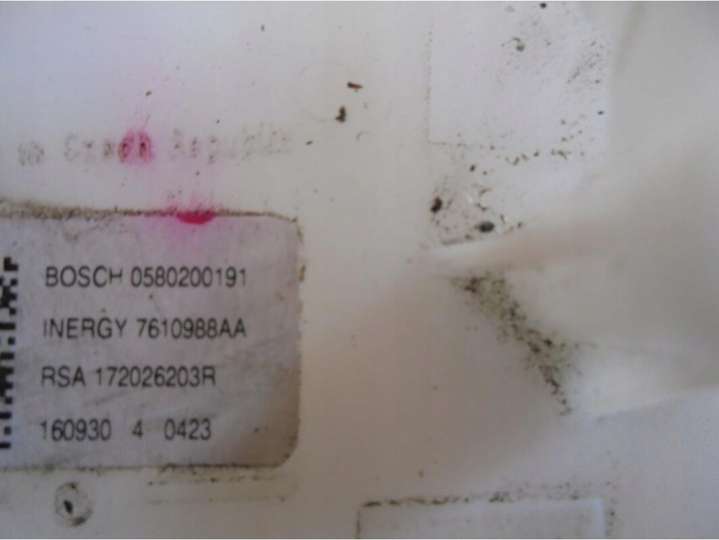 BOSCH 0580200191
INERGY 7610988AA
RSA 172026203R
160930 4 0423